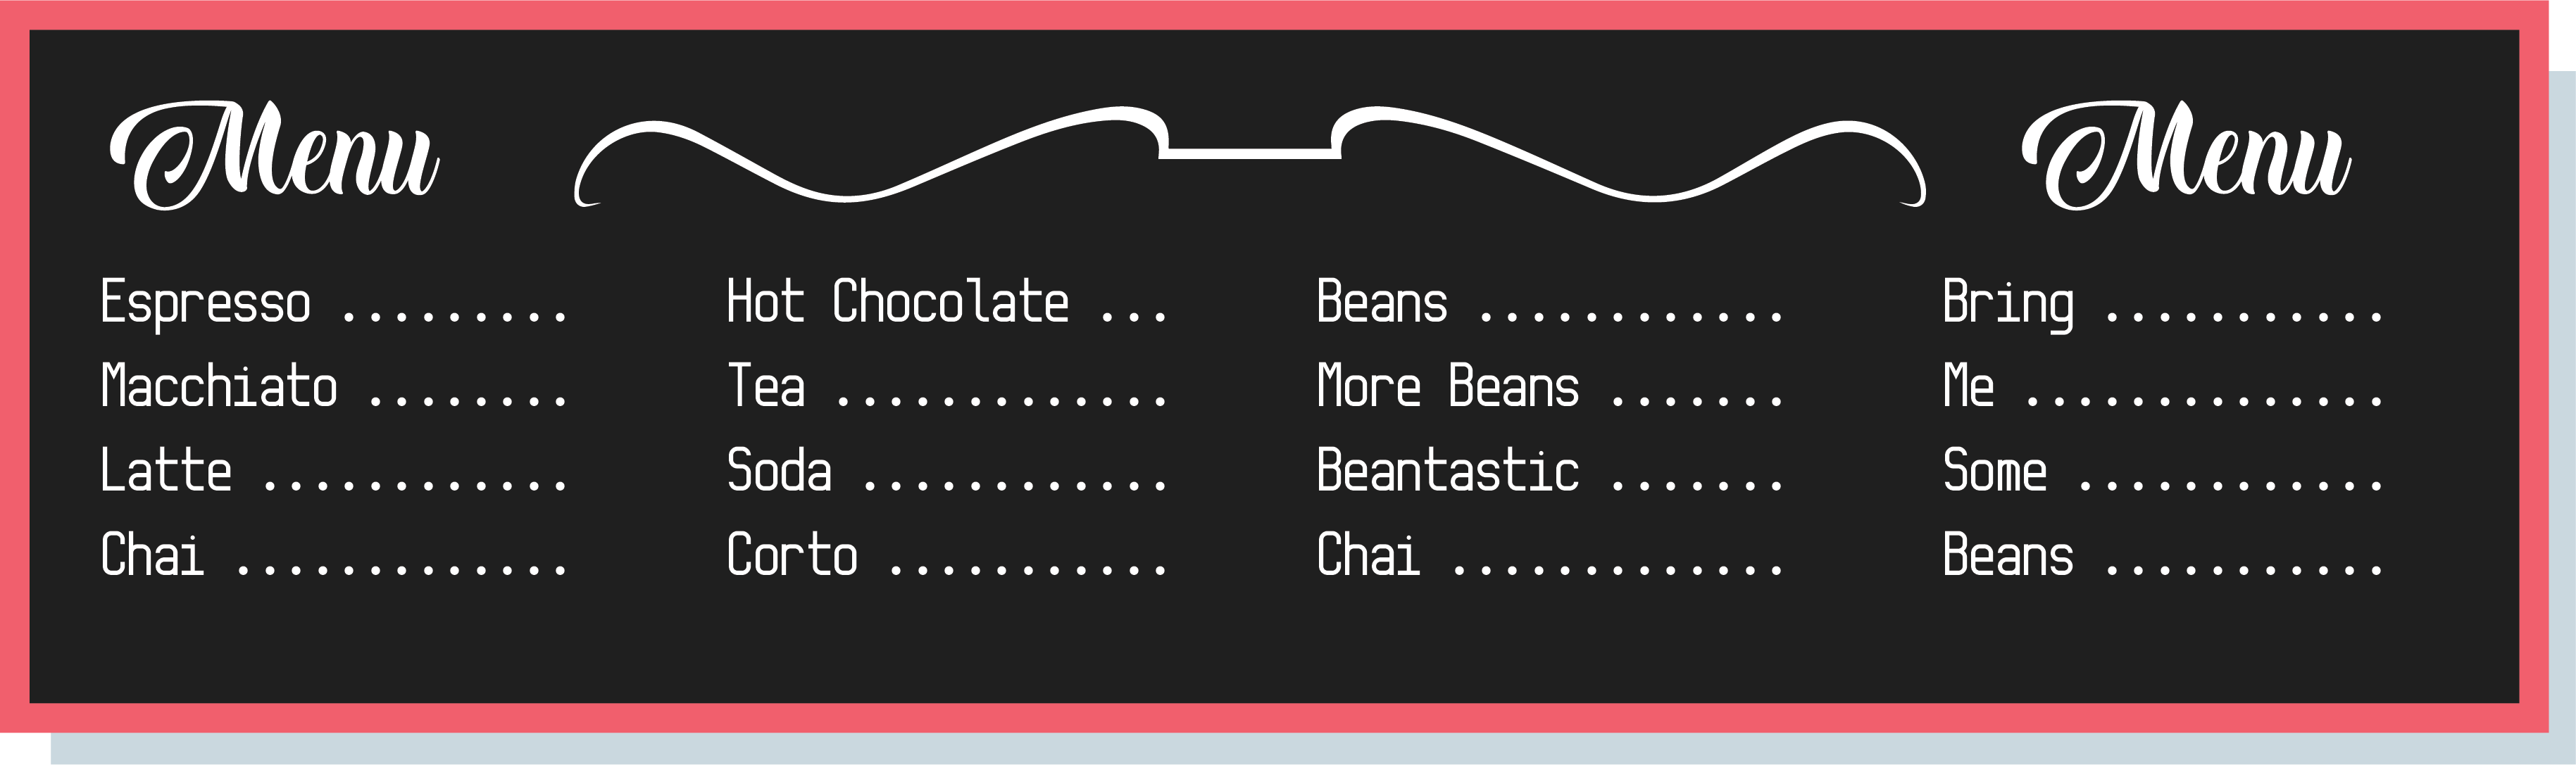 Menu
Menu
Espresso .........
Macchiato ........
Latte ............
Chai .............
Hot Chocolate ...
Tea .............
Soda ............
Corto ...........
Beans ............
More Beans .......
Beantastic .......
Chai .............
Bring ...........
Me ..............
Some ............
Beans ...........